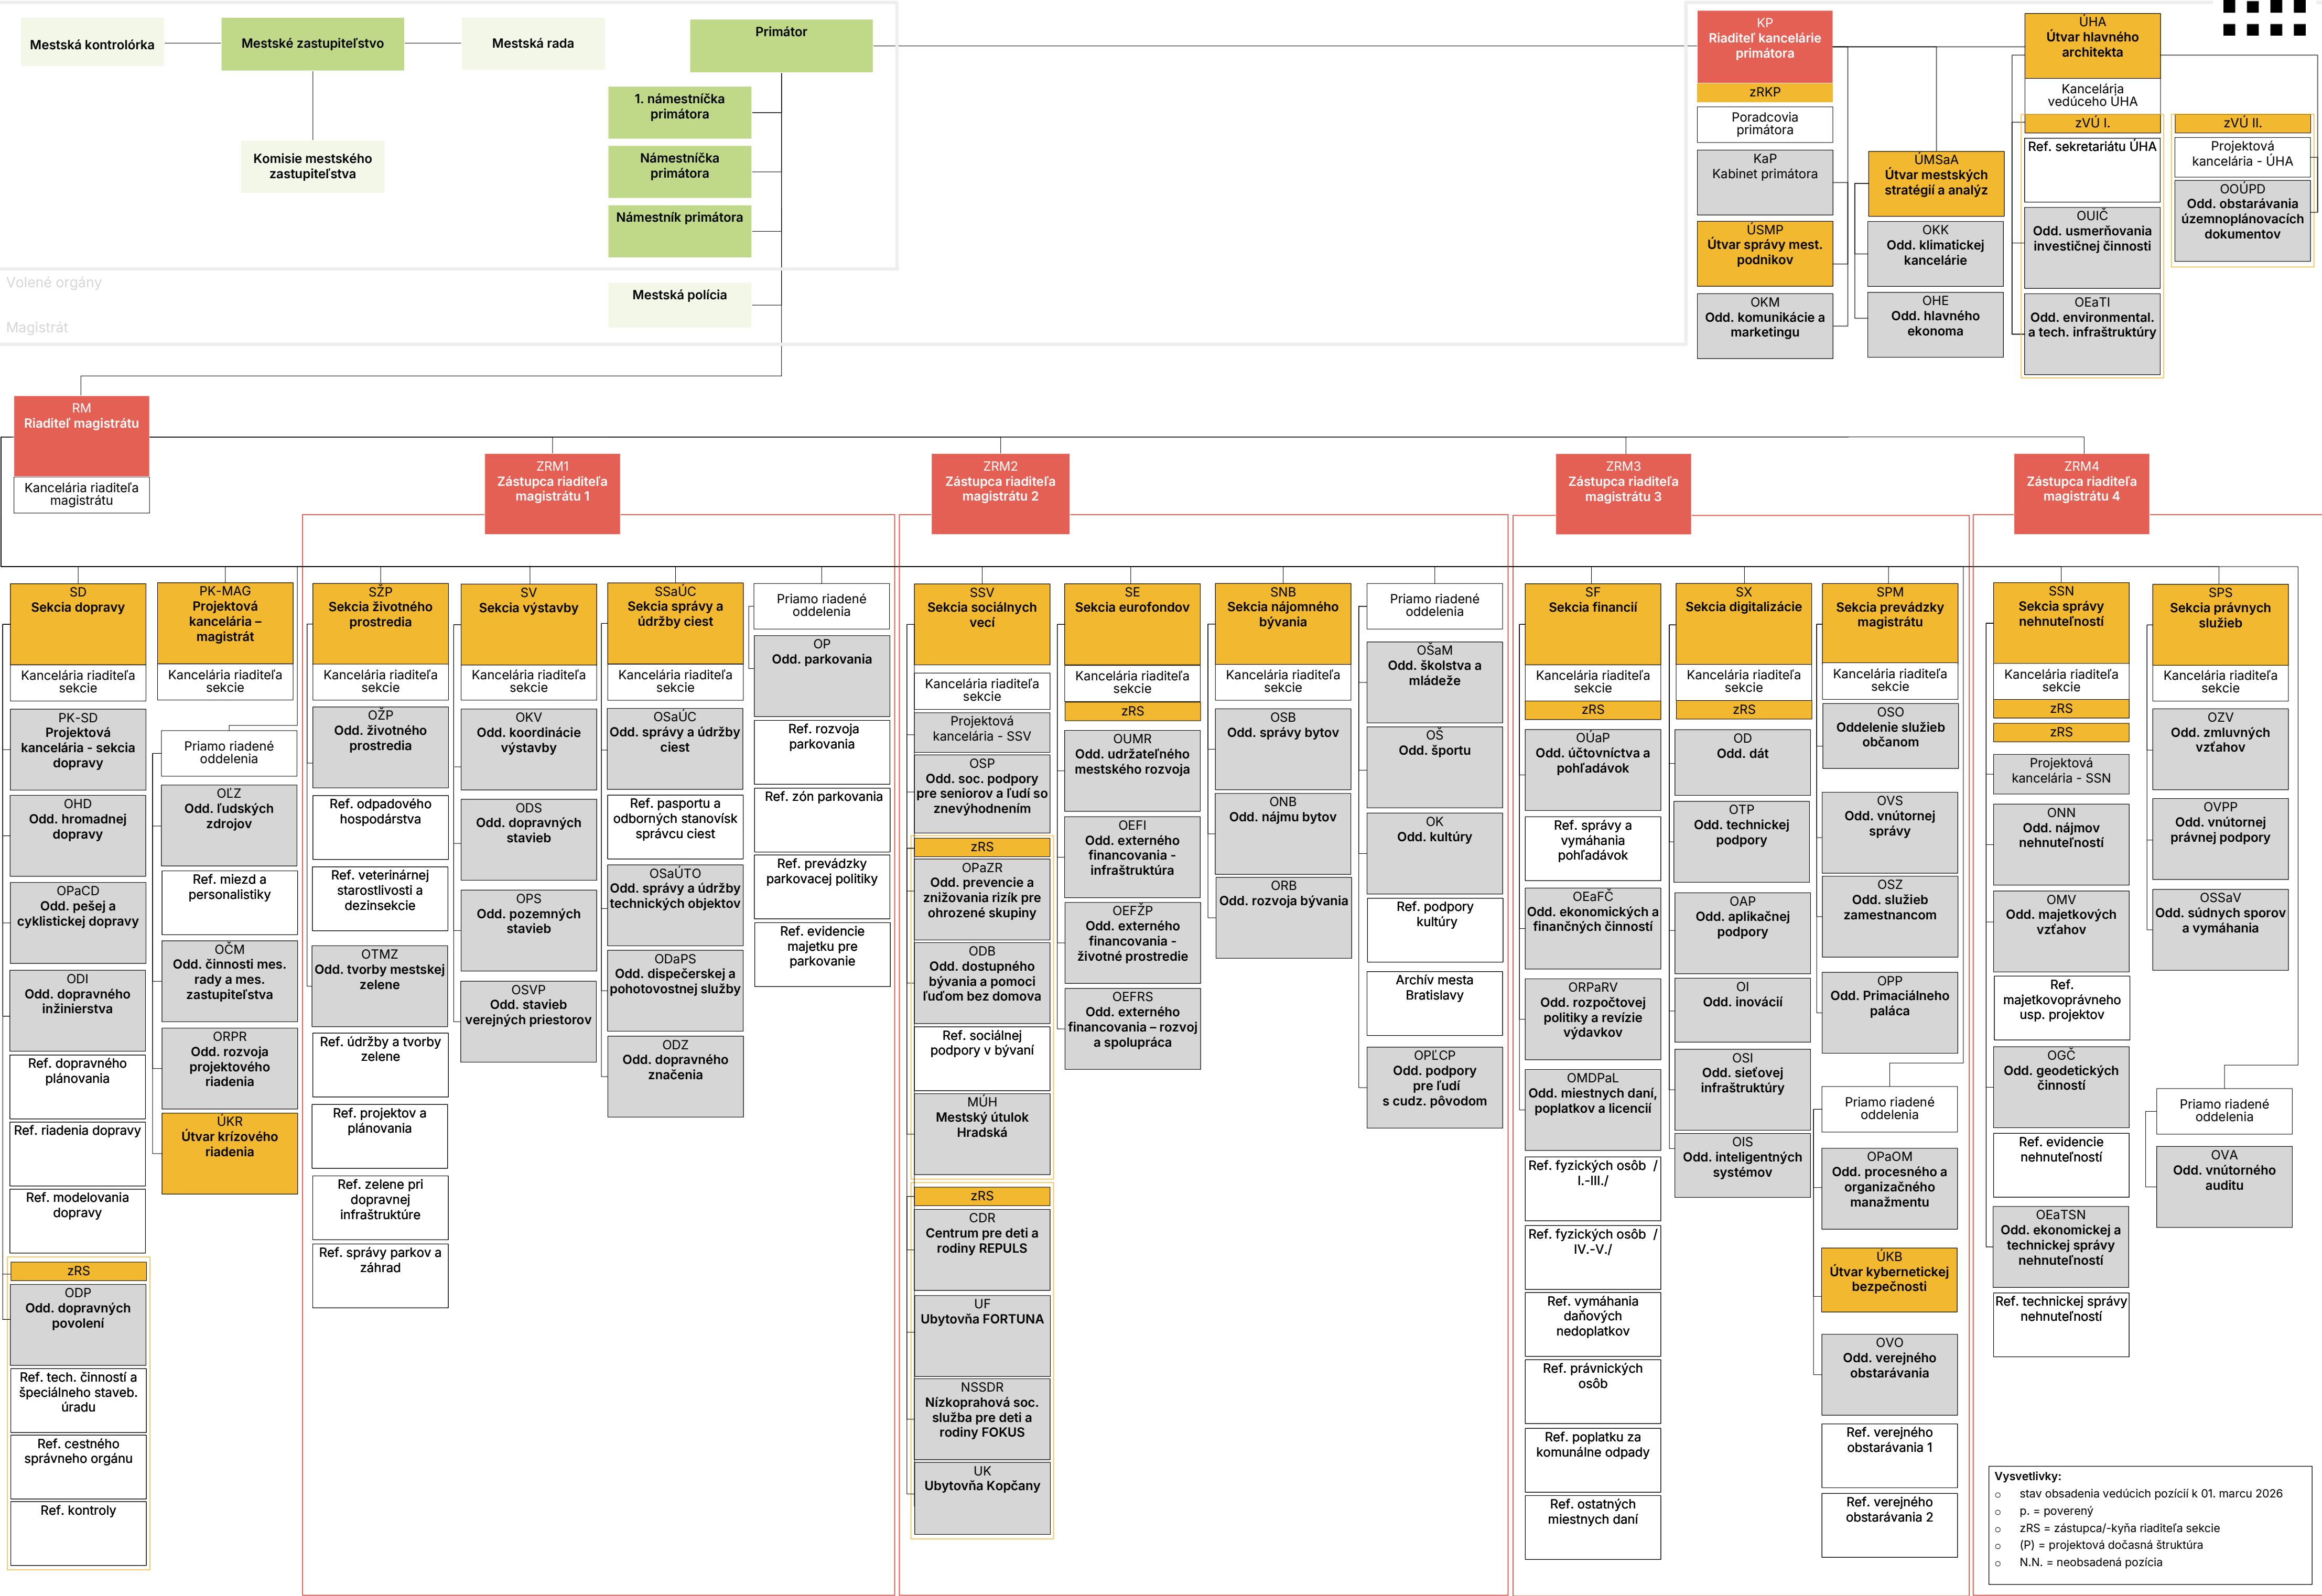 Mestská kontrolórka
Mestské zastupiteľstvo
Mestská rada
Primátor
Komisie mestského
zastupiteľstva
1. námestníčka
primátora
Námestníčka
primátora
Námestník primátora
Mestská polícia
Volené orgány
Magistrát
KP
Riaditeľ kancelárie
primátora
zRKP
Poradcovia
primátora
KaP
Kabinet primátora
ÚSMP
Útvar správy mest.
podnikov
OKM
Odd. komunikácie a
marketingu
ÚMSaA
Útvar mestských
stratégií a analýz
OKK
Odd. klimatickej
kancelárie
OHE
Odd. hlavného
ekonoma
ÚHA
Útvar hlavného
architekta
Kancelária
vedúceho ÚHA
zVÚ I.
Ref. sekretariátu ÚHA
OUIČ
Odd. usmerňovania
investičnej činnosti
OEaTI
Odd. environmental.
a tech. infraštruktúry
zVÚ II.
Projektová
kancelária - ÚHA
OOÚPD
Odd. obstarávania
územnoplánovacích
dokumentov
RM
Riaditeľ magistrátu
Kancelária riaditeľa
magistrátu
ZRM1
Zástupca riaditeľa
magistrátu 1
ZRM2
Zástupca riaditeľa
magistrátu 2
ZRM3
Zástupca riaditeľa
magistrátu 3
ZRM4
Zástupca riaditeľa
magistrátu 4
SD
Sekcia dopravy
Kancelária riaditeľa
sekcie
PK-SD
Projektová
kancelária - sekcia
dopravy
OHD
Odd. hromadnej
dopravy
OPaCD
Odd. pešej a
cyklistickej dopravy
ODI
Odd. dopravného
inžinierstva
Ref. dopravného
plánovania
Ref. riadenia dopravy
Ref. modelovania
dopravy
zRS
ODP
Odd. dopravných
povolení
Ref. tech. činností a
špeciálneho staveb.
úradu
Ref. cestného
správneho orgánu
Ref. kontroly
PK-MAG
Projektová
kancelária –
magistrát
Kancelária riaditeľa
sekcie
Priamo riadené
oddelenia
OĽZ
Odd. ľudských
zdrojov
Ref. miezd a
personalistiky
OČM
Odd. činnosti mes.
rady a mes.
zastupiteľstva
ORPR
Odd. rozvoja
projektového
riadenia
ÚKR
Útvar krízového
riadenia
SŽP
Sekcia životného
prostredia
Kancelária riaditeľa
sekcie
OŽP
Odd. životného
prostredia
Ref. odpadového
hospodárstva
Ref. veterinárnej
starostlivosti a
dezinsekcie
OTMZ
Odd. tvorby mestskej
zelene
Ref. údržby a tvorby
zelene
Ref. projektov a
plánovania
Ref. zelene pri
dopravnej
infraštruktúre
Ref. správy parkov a
záhrad
SV
Sekcia výstavby
Kancelária riaditeľa
sekcie
OKV
Odd. koordinácie
výstavby
ODS
Odd. dopravných
stavieb
OPS
Odd. pozemných
stavieb
OSVP
Odd. stavieb
verejných priestorov
SSaÚC
Sekcia správy a
údržby ciest
Kancelária riaditeľa
sekcie
OSaÚC
Odd. správy a údržby
ciest
Ref. pasportu a
odborných stanovísk
správcu ciest
OSaÚTO
Odd. správy a údržby
technických objektov
ODaPS
Odd. dispečerskej a
pohotovostnej služby
ODZ
Odd. dopravného
značenia
Priamo riadené
oddelenia
OP
Odd. parkovania
Ref. rozvoja
parkovania
Ref. zón parkovania
Ref. prevádzky
parkovacej politiky
Ref. evidencie
majetku pre
parkovanie
SSV
Sekcia sociálnych
vecí
Kancelária riaditeľa
sekcie
Projektová
kancelária - SSV
OSP
Odd. soc. podpory
pre seniorov a ľudí so
znevýhodnením
zRS
OPaZR
Odd. prevencie a
znižovania rizík pre
ohrozené skupiny
ODB
Odd. dostupného
bývania a pomoci
ľuďom bez domova
Ref. sociálnej
podpory v bývaní
MÚH
Mestský útulok
Hradská
zRS
CDR
Centrum pre deti a
rodiny REPULS
UF
Ubytovňa FORTUNA
NSSDR
Nízkoprahová soc.
služba pre deti a
rodiny FOKUS
UK
Ubytovňa Kopčany
SE
Sekcia eurofondov
Kancelária riaditeľa
sekcie
zRS
OUMR
Odd. udržateľného
mestského rozvoja
OEFI
Odd. externého
financovania -
infraštruktúra
OEFŽP
Odd. externého
financovania -
životné prostredie
OEFRS
Odd. externého
financovania – rozvoj
a spolupráca
SNB
Sekcia nájomného
bývania
Kancelária riaditeľa
sekcie
OSB
Odd. správy bytov
ONB
Odd. nájmu bytov
ORB
Odd. rozvoja bývania
Priamo riadené
oddelenia
OŠaM
Odd. školstva a
mládeže
OŠ
Odd. športu
OK
Odd. kultúry
Ref. podpory
kultúry
Archív mesta
Bratislavy
OPĽCP
Odd. podpory
pre ľudí
s cudz. pôvodom
SF
Sekcia financií
Kancelária riaditeľa
sekcie
zRS
OÚaP
Odd. účtovníctva a
pohľadávok
Ref. správy a
vymáhania
pohľadávok
OEaFČ
Odd. ekonomických a
finančných činností
ORPaRV
Odd. rozpočtovej
politiky a revízie
výdavkov
OMDPaL
Odd. miestnych daní,
poplatkov a licencií
Ref. fyzických osôb /
I.-III./
Ref. fyzických osôb /
IV.-V./
Ref. vymáhania
daňových
nedoplatkov
Ref. právnických
osôb
Ref. poplatku za
komunálne odpady
Ref. ostatných
miestnych daní
SX
Sekcia digitalizácie
Kancelária riaditeľa
sekcie
zRS
OD
Odd. dát
OTP
Odd. technickej
podpory
OAP
Odd. aplikačnej
podpory
OI
Odd. inovácií
OSI
Odd. sieťovej
infraštruktúry
OIS
Odd. inteligentných
systémov
SPM
Sekcia prevádzky
magistrátu
Kancelária riaditeľa
sekcie
OSO
Oddelenie služieb
občanom
OVS
Odd. vnútornej
správy
OSZ
Odd. služieb
zamestnancom
OPP
Odd. Primaciálneho
paláca
Priamo riadené
oddelenia
OPaOM
Odd. procesného a
organizačného
manažmentu
ÚKB
Útvar kybernetickej
bezpečnosti
OVO
Odd. verejného
obstarávania
Ref. verejného
obstarávania 1
Ref. verejného
obstarávania 2
SSN
Sekcia správy
nehnuteľností
Kancelária riaditeľa
sekcie
zRS
zRS
Projektová
kancelária - SSN
ONN
Odd. nájmov
nehnuteľností
OMV
Odd. majetkových
vzťahov
Ref.
majetkovoprávneho
usp. projektov
OGČ
Odd. geodetických
činností
Ref. evidencie
nehnuteľností
OEaTSN
Odd. ekonomickej a
technickej správy
nehnuteľností
Ref. technickej správy
nehnuteľností
SPS
Sekcia právnych
služieb
Kancelária riaditeľa
sekcie
OZV
Odd. zmluvných
vzťahov
OVPP
Odd. vnútornej
právnej podpory
OSSaV
Odd. súdnych sporov
a vymáhania
Priamo riadené
oddelenia
OVA
Odd. vnútorného
auditu
Vysvetlivky:
o stav obsadenia vedúcich pozícií k 01. marcu 2026
o p. = poverený
o zRS = zástupca/-kyňa riaditeľa sekcie
o (P) = projektová dočasná štruktúra
o N.N. = neobsadená pozícia